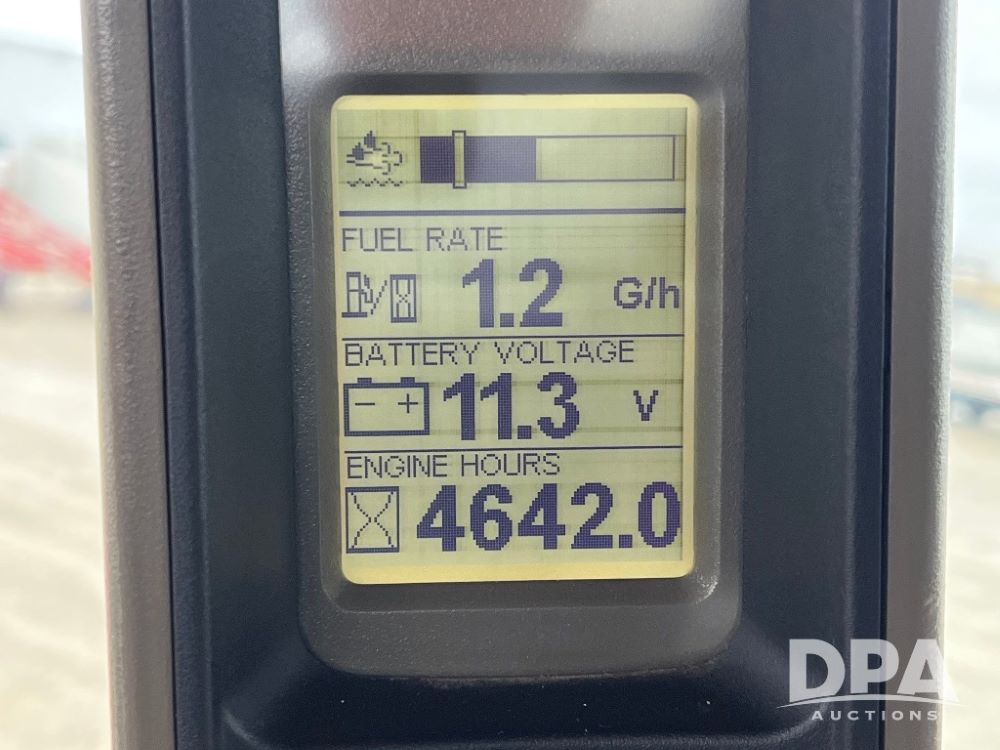 FUEL RATE
1.2 G/h
BATTERY VOLTAGE
- + 11.3 V
ENGINE HOURS
4642.0
DPA
AUCTIONS